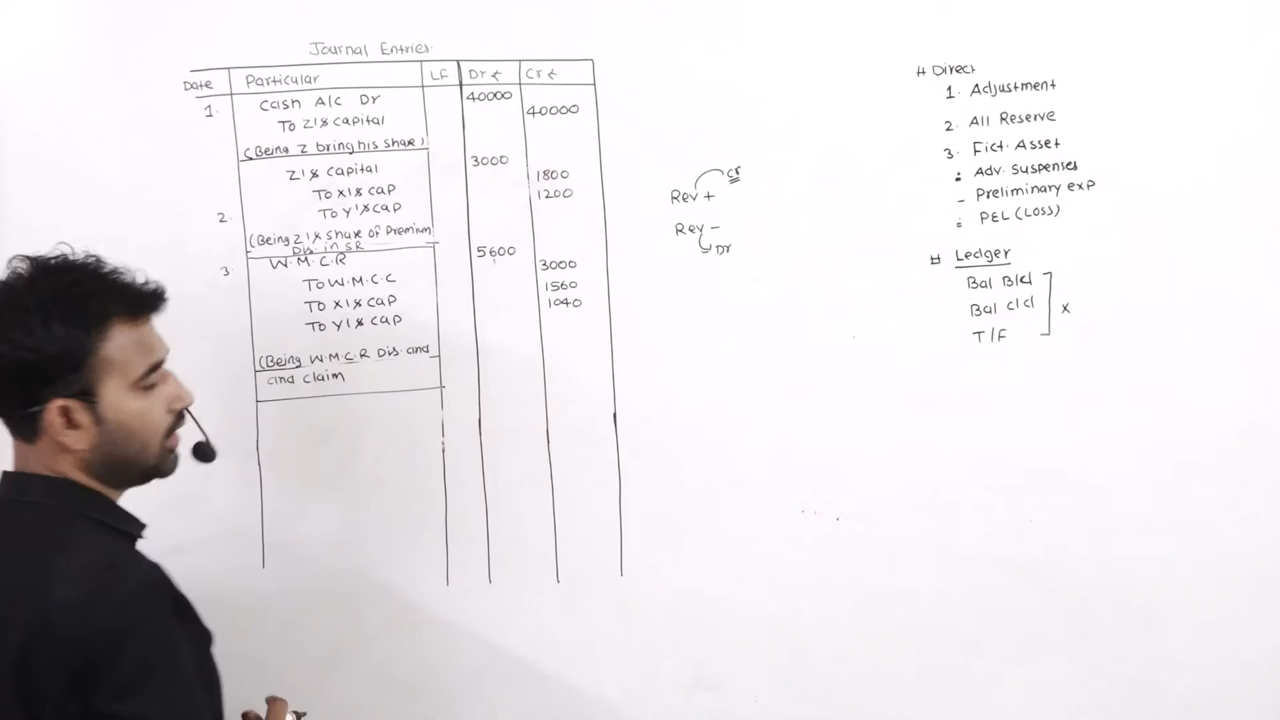 Journal Entries.
Date Particular LF Dr ₹ Cr ₹
1. Cash A/c Dr 40000
To Z's Capital 40000
(Being Z bring his share)
Z's Capital 3000
To X's Cap 1800
2. To Y's Cap 1200
(Being Z's share of Premium
Dis. in SR
3. W.M.C.R 5600
To W.M.C.C 3000
To X's Cap 1560
To Y's Cap 1040
(Being W.M.C.R Dis. and
and claim
Rev + Cr
Rev -
Dr
# Direct
1. Adjustment
2. All Reserve
3. Fict. Asset
- Adv. Suspenses
- Preliminary exp
- P&L (Loss)
# Ledger
Bal B/d
Bal c/d
T/F
x